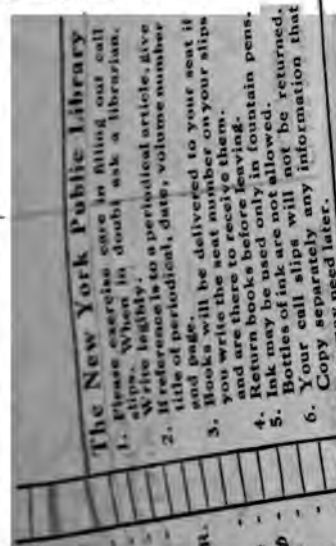 The New York Public Library
1. Please exercise care in filling out call
slips. When in doubt ask a librarian.
Write legibly.
2. If reference is to a periodical article, give
title of periodical, date, volume number
and page.
3. Books will be delivered to your seat if
you write the seat number on your slips
and are there to receive them.
4. Return books before leaving.
5. Ink may be used only in fountain pens.
Bottles of ink are not allowed.
6. Your call slips will not be returned.
Copy separately any information that
you need later.
R.